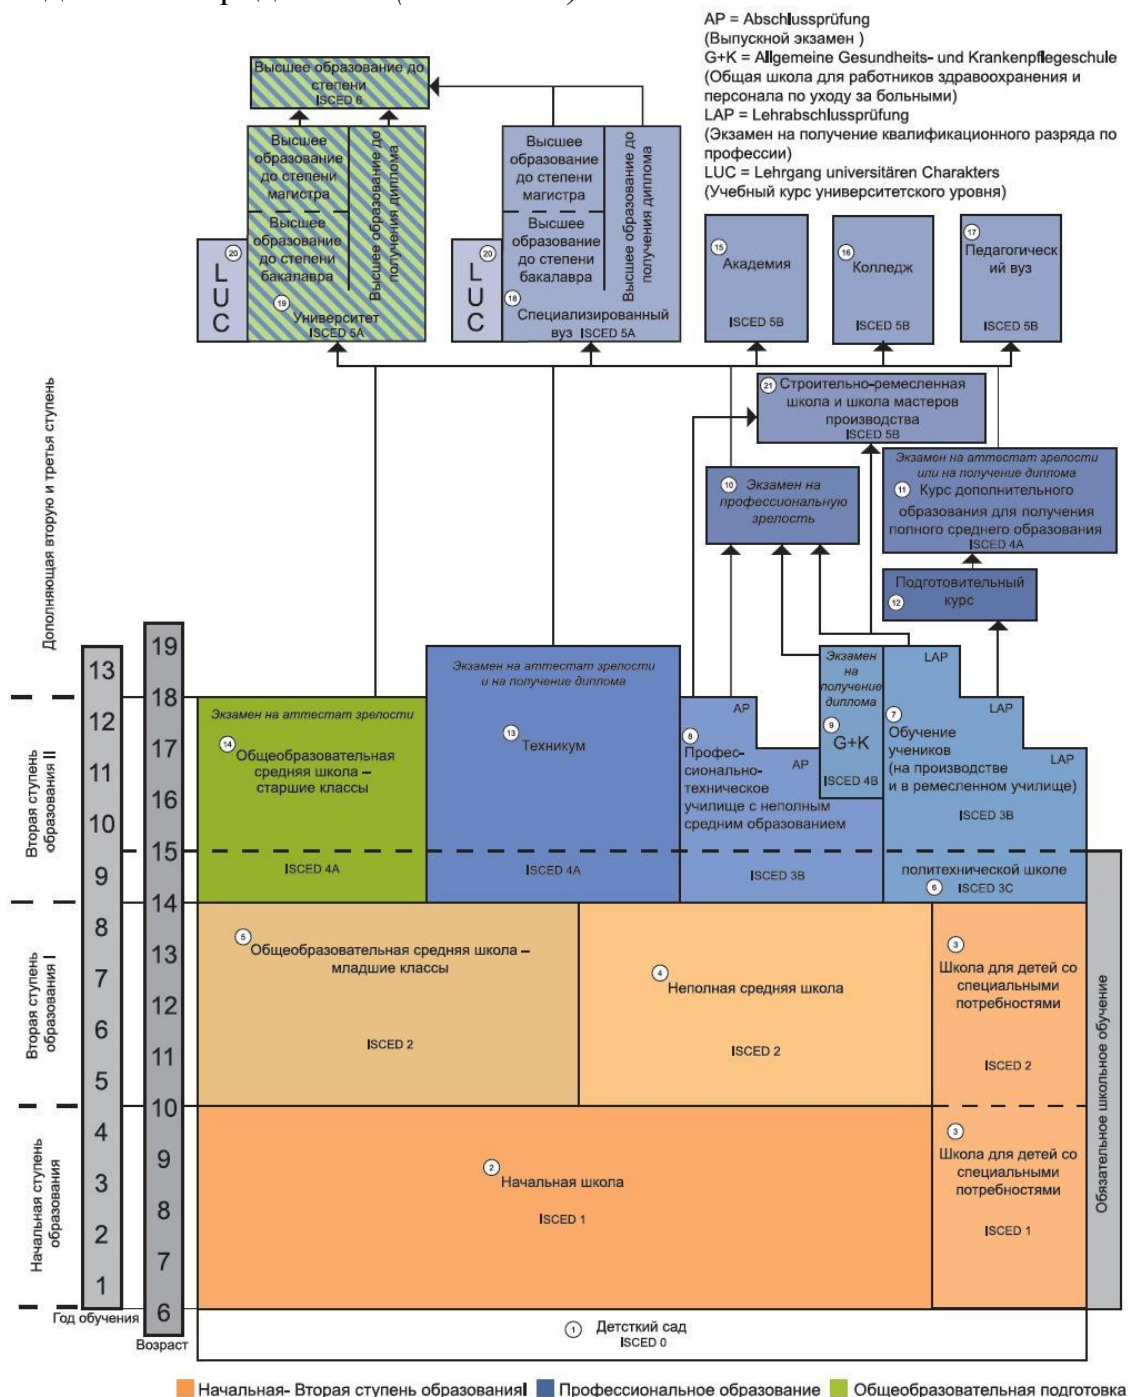 AP = Abschlussprüfung
(Выпускной экзамен )
G+K = Allgemeine Gesundheits- und Krankenpflegeschule
(Общая школа для работников здравоохранения и
персонала по уходу за больными)
LAP = Lehrabschlussprüfung
(Экзамен на получение квалификационного разряда по
профессии)
LUC = Lehrgang universitären Charakters
(Учебный курс университетского уровня)
Высшее образование до
степени
ISCED 6
Высшее
образование
до степени
магистра
Высшее
образование
до степени
бакалавра
Высшее образование до
получения диплома
20
L
U
C
19
Университет
ISCED 5A
Высшее
образование
до степени
магистра
Высшее
образование
до степени
бакалавра
Высшее образование до
получения диплома
20
L
U
C
18
Специализированный
вуз ISCED 5A
15
Академия
ISCED 5B
16
Колледж
ISCED 5B
17
Педагогическ
ий вуз
ISCED 5B
21 Строительно-ремесленная
школа и школа мастеров
производства
ISCED 5B
10 Экзамен на
профессиональную
зрелость
Экзамен на аттестат зрелости
или на получение диплома
11 Курс дополнительного
образования для получения
полного среднего образования
ISCED 4A
Подготовительный
12 курс
Дополняющая вторую и третья ступень
Вторая ступень
образования II
Вторая ступень
образования I
Начальная ступень
образования
13
12
11
10
9
8
7
6
5
4
3
2
1
Год обучения
19
18
17
16
15
14
13
12
11
10
9
8
7
6
Возраст
Экзамен на аттестат зрелости
14
Общеобразовательная
средняя школа –
старшие классы
ISCED 4A
Экзамен на аттестат зрелости
и на получение диплома
13
Техникум
ISCED 4A
AP
8
AP
Профес-
сионально-
техническое
училище с неполным
средним образованием
ISCED 3B
Экзамен
на
получение
диплома
9
G+K
ISCED 4B
LAP
LAP
LAP
7
Обучение
учеников
(на производстве
и в ремесленном училище)
ISCED 3B
политехнической школе
6 ISCED 3C
5
Общеобразовательная средняя школа –
младшие классы
ISCED 2
4
Неполная средняя школа
ISCED 2
3
Школа для детей со
специальными
потребностями
ISCED 2
2
Начальная школа
ISCED 1
3
Школа для детей со
специальными
потребностями
ISCED 1
Обязательное школьное обучение
1 Детсткий сад
ISCED 0
Начальная- Вторая ступень образованияI
Профессиональное образование
Общеобразовательная подготовка